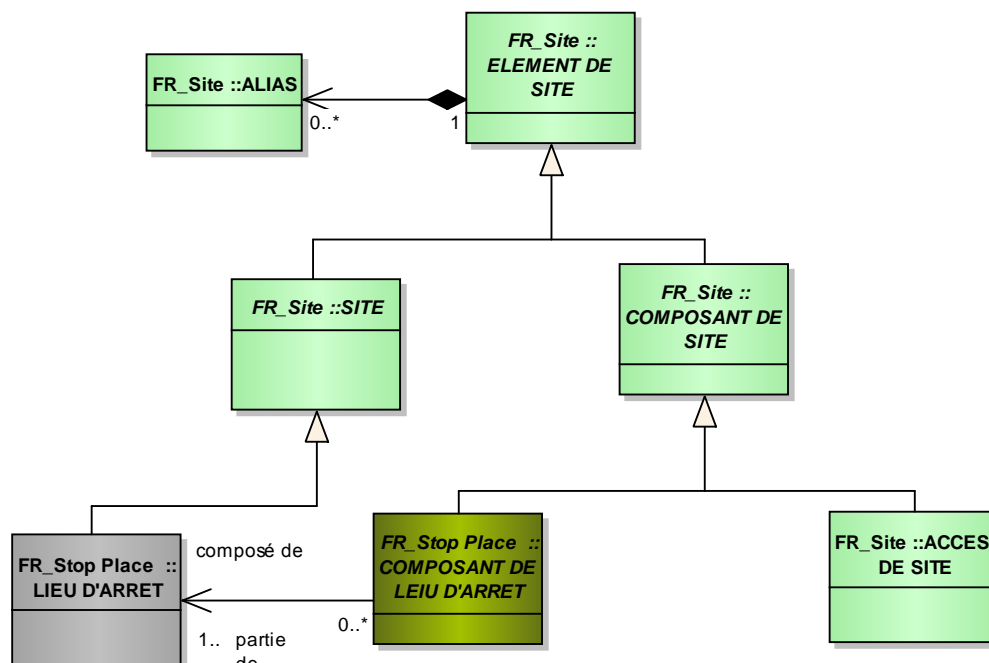 FR_Site ::
ELEMENT DE
SITE
FR_Site ::ALIAS
0..*
1
FR_Site ::SITE
FR_Site ::
COMPOSANT DE
SITE
FR_Stop Place ::
LIEU D'ARRET
composé de
1.. partie
de
0..*
FR_Stop Place ::
COMPOSANT DE
LEIU D'ARRET
FR_Site ::ACCES
DE SITE